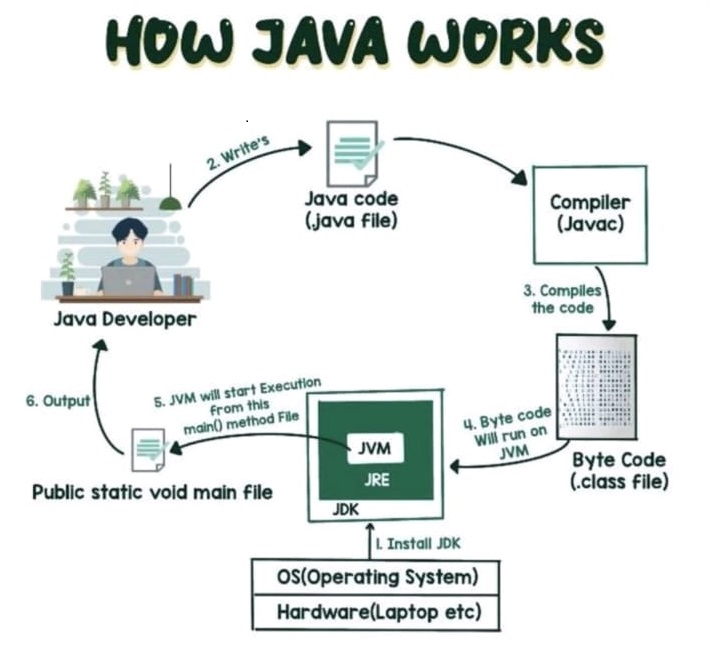 HOW JAVA WORKS
2. Write's
Java code
(.java file)
Compiler
(Javac)
3. Compiles
the code
Java Developer
6. Output
5. JVM will start Execution
from this
main() method File
4. Byte code
Will run on
JVM
Byte Code
(.class file)
JVM
JRE
JDK
Public static void main file
1. Install JDK
OS(Operating System)
Hardware(Laptop etc)